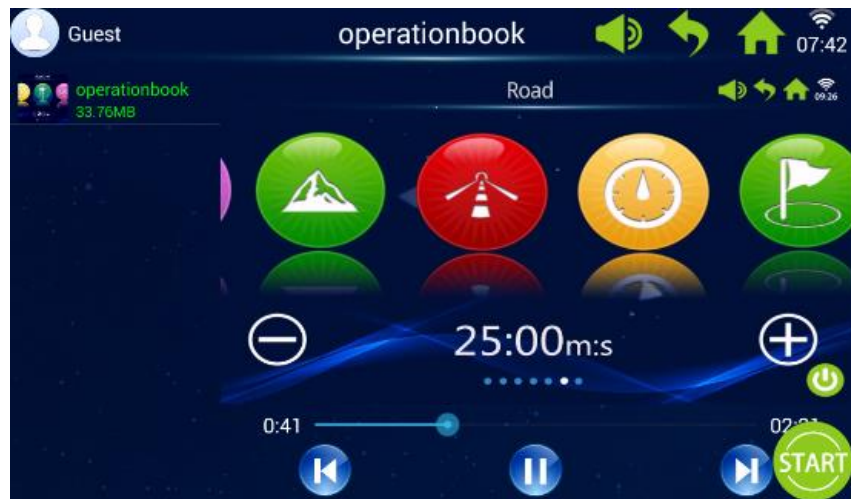 Guest
operationbook
07:42
operationbook
33.76MB
Road
09:26
25:00m:s
0:41
START